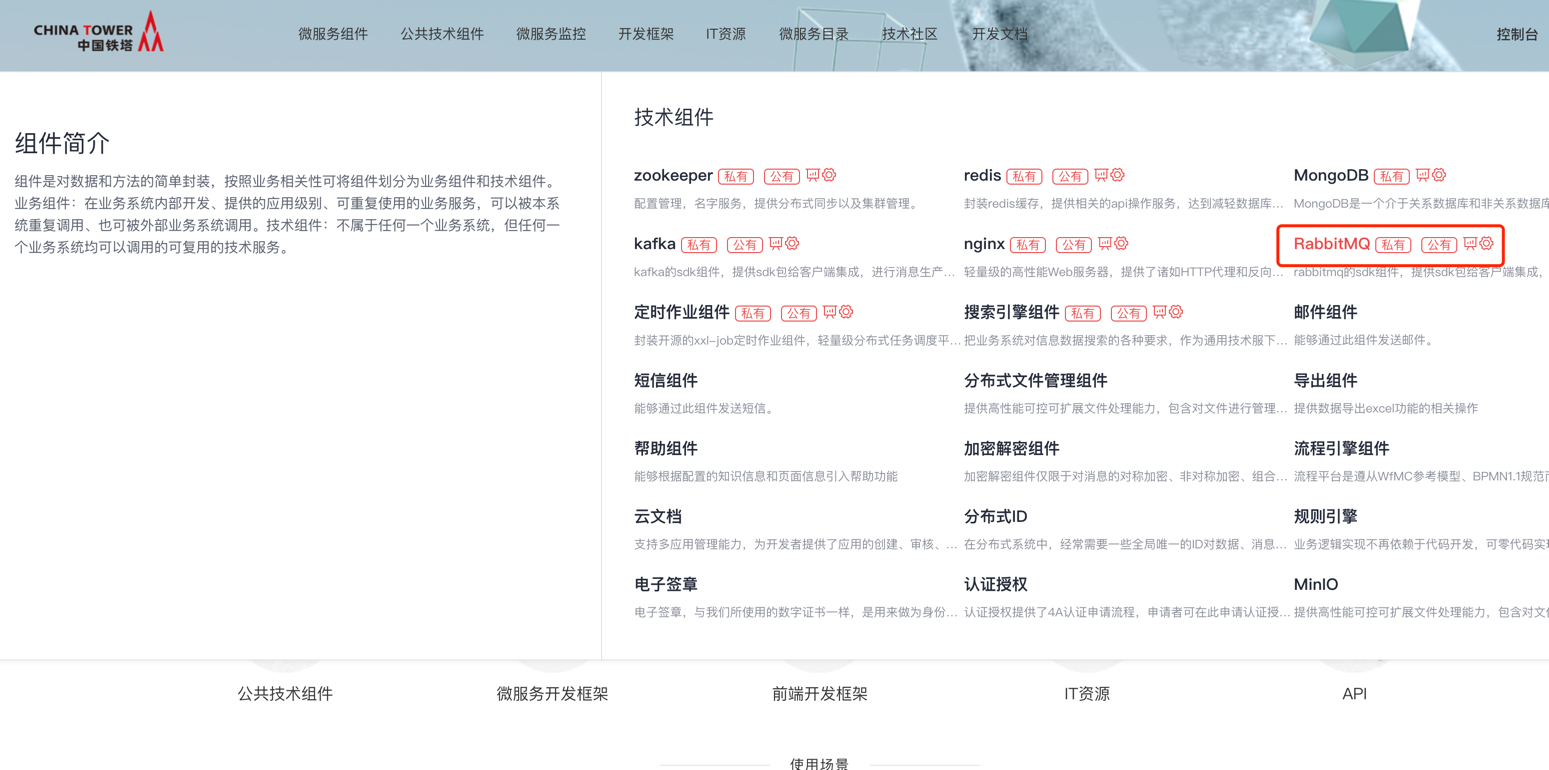 CHINA TOWER
中国铁塔
微服务组件 公共技术组件 微服务监控 开发框架 IT资源 微服务目录 技术社区 开发文档 控制台
组件简介
组件是对数据和方法的简单封装，按照业务相关性可将组件划分为业务组件和技术组件。
业务组件：在业务系统内部开发、提供的应用级别、可重复使用的业务服务，可以被本系
统重复调用、也可被外部业务系统调用。技术组件：不属于任何一个业务系统，但任何一
个业务系统均可以调用的可复用的技术服务。
技术组件
zookeeper 私有 公有 redis 私有 公有 MongoDB 私有 公有
配置管理，名字服务，提供分布式同步以及集群管理。 封装redis缓存，提供相关的api操作服务，达到减轻数据库... MongoDB是一个介于关系数据库和非关系数据库
kafka 私有 公有 nginx 私有 公有 RabbitMQ 私有 公有
kafka的sdk组件，提供sdk包给客户端集成，进行消息生产... 轻量级的高性能Web服务器，提供了诸如HTTP代理和反向... rabbitmq的sdk组件，提供sdk包给客户端集成，
定时作业组件 私有 公有 搜索引擎组件 私有 公有 邮件组件
封装开源的xxl-job定时作业组件，轻量级分布式任务调度平... 把业务系统对信息数据搜索的各种要求，作为通用技术服下... 能够通过此组件发送邮件。
短信组件 分布式文件管理组件 导出组件
能够通过此组件发送短信。 提供高性能可控可扩展文件处理能力，包含对文件进行管理... 提供数据导出excel功能的相关操作
帮助组件 加密解密组件 流程引擎组件
能够根据配置的知识信息和页面信息引入帮助功能 加密解密组件仅限于对消息的对称加密、非对称加密、组合... 流程平台是遵从WfMC参考模型、BPMN1.1规范而
云文档 分布式ID 规则引擎
支持多应用管理能力，为开发者提供了应用的创建、审核、... 在分布式系统中，经常需要一些全局唯一的ID对数据、消息... 业务逻辑实现不再依赖于代码开发，可零代码实现
电子签章 认证授权 MinIO
电子签章，与我们所使用的数字证书一样，是用来做为身份... 认证授权提供了4A认证申请流程，申请者可在此申请认证授... 提供高性能可控可扩展文件处理能力，包含对文件
公共技术组件 微服务开发框架 前端开发框架 IT资源 API
使用场景